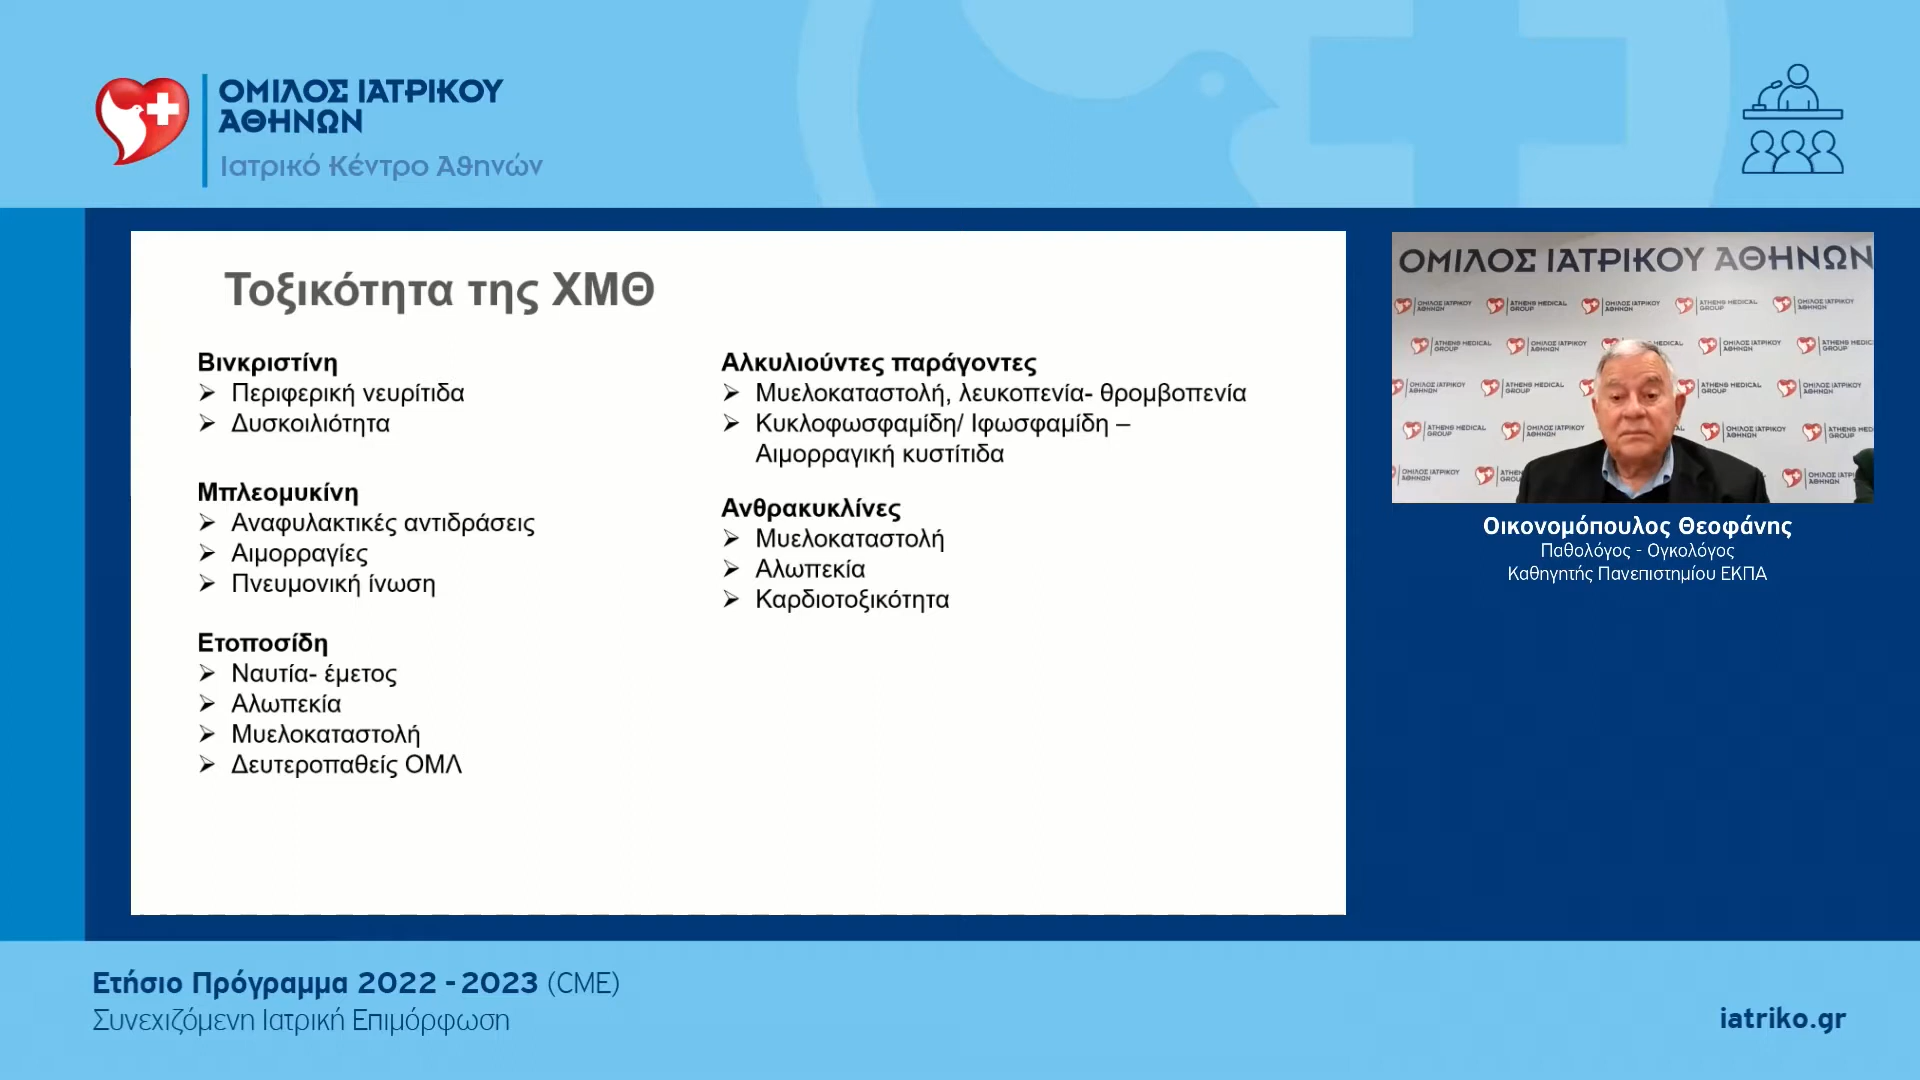 ΟΜΙΛΟΣ ΙΑΤΡΙΚΟΥ
ΑΘΗΝΩΝ
Ιατρικό Κέντρο Αθηνών
Τοξικότητα της ΧΜΘ
Βινκριστίνη
➢ Περιφερική νευρίτιδα
➢ Δυσκοιλιότητα
Μπλεομυκίνη
➢ Αναφυλακτικές αντιδράσεις
➢ Αιμορραγίες
➢ Πνευμονική ίνωση
Ετοποσίδη
➢ Ναυτία- έμετος
➢ Αλωπεκία
➢ Μυελοκαταστολή
➢ Δευτεροπαθείς ΟΜΛ
Αλκυλιούντες παράγοντες
➢ Μυελοκαταστολή, λευκοπενία- θρομβοπενία
➢ Κυκλοφωσφαμίδη/ Ιφωσφαμίδη –
Αιμορραγική κυστίτιδα
Ανθρακυκλίνες
➢ Μυελοκαταστολή
➢ Αλωπεκία
➢ Καρδιοτοξικότητα
ΟΜΙΛΟΣ ΙΑΤΡΙΚΟΥ ΑΘΗΝΩΝ
Οικονομόπουλος Θεοφάνης
Παθολόγος - Ογκολόγος
Καθηγητής Πανεπιστημίου ΕΚΠΑ
Ετήσιο Πρόγραμμα 2022 - 2023 (CME)
Συνεχιζόμενη Ιατρική Επιμόρφωση
iatriko.gr